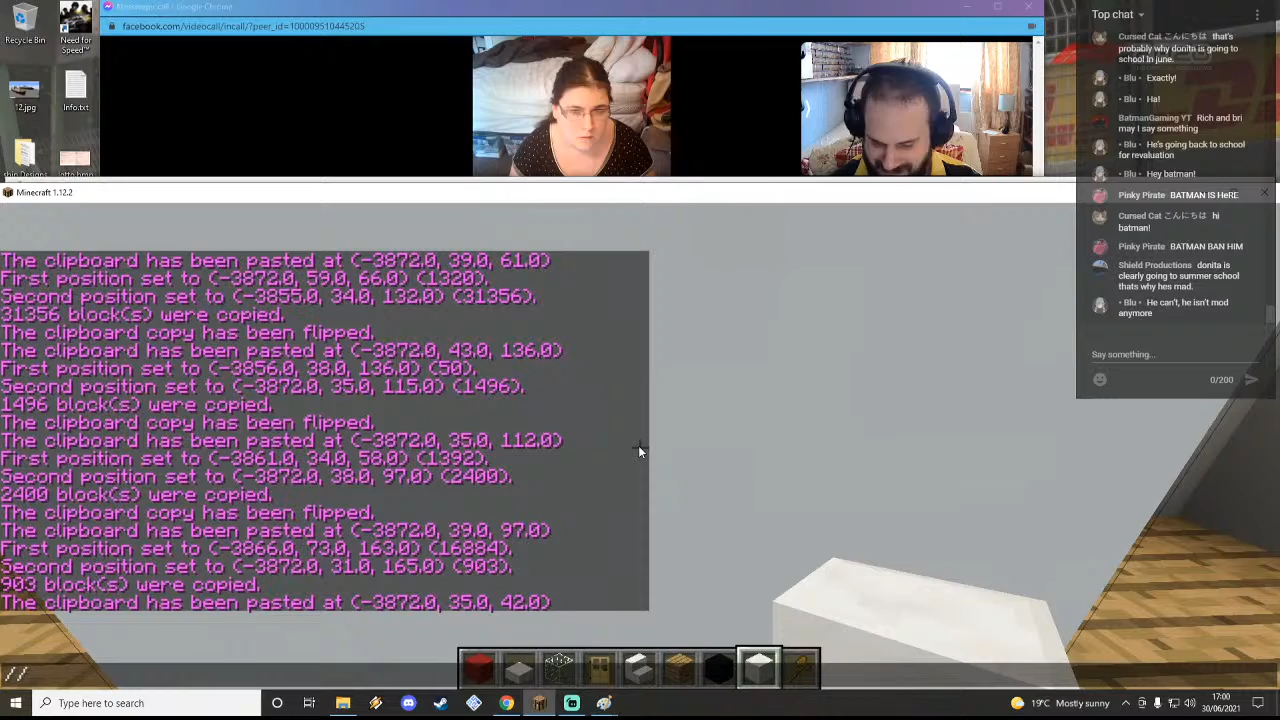 Recycle Bin
Need for
Speed™
12.jpg
Info.txt
ship Designs
lotto.bmp
facebook.com/videocall/incall/?peer_id=100009510445205
Minecraft 1.12.2
The clipboard has been pasted at (-3872.0, 39.0, 61.0)
First position set to (-3872.0, 59.0, 66.0) (1320).
Second position set to (-3855.0, 34.0, 132.0) (31356).
31356 block(s) were copied.
The clipboard copy has been flipped.
The clipboard has been pasted at (-3872.0, 43.0, 136.0)
First position set to (-3856.0, 38.0, 136.0) (50).
Second position set to (-3872.0, 35.0, 115.0) (1496).
1496 block(s) were copied.
The clipboard copy has been flipped.
The clipboard has been pasted at (-3872.0, 35.0, 112.0)
First position set to (-3861.0, 34.0, 58.0) (1392).
Second position set to (-3872.0, 38.0, 97.0) (2400).
2400 block(s) were copied.
The clipboard copy has been flipped.
The clipboard has been pasted at (-3872.0, 39.0, 97.0)
First position set to (-3866.0, 73.0, 163.0) (16884).
Second position set to (-3872.0, 31.0, 165.0) (903).
903 block(s) were copied.
The clipboard has been pasted at (-3872.0, 35.0, 42.0)
//
Top chat
Cursed Cat こんにちは that's
probably why donita is going to
school In june.
• Blu • Exactly!
• Blu • Ha!
BatmanGaming YT Rich and bri
may I say something
• Blu • He's going back to school
for revaluation
• Blu • Hey batman!
Pinky Pirate BATMAN IS HeRE
Cursed Cat こんにちは hi
batman!
Pinky Pirate BATMAN BAN HIM
Shield Productions donita is
clearly going to summer school
thats why hes mad.
• Blu • He can't, he isn't mod
anymore
Say something...
0/200
Type here to search
19°C Mostly sunny
17:00
30/06/2021